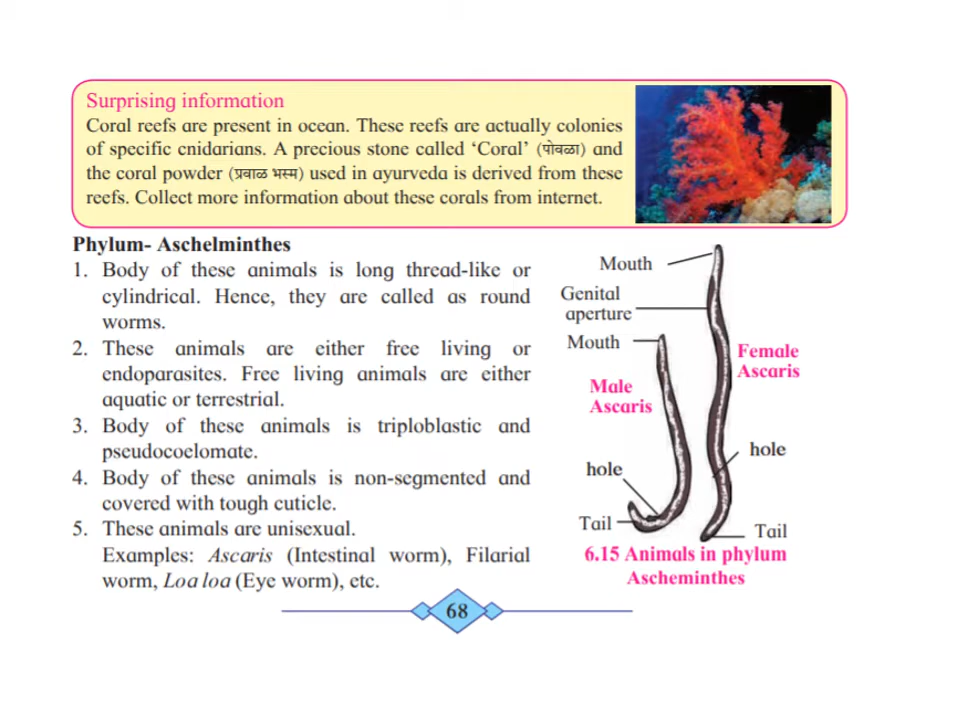 Surprising information
Coral reefs are present in ocean. These reefs are actually colonies
of specific cnidarians. A precious stone called ‘Coral’ (पोवळा) and
the coral powder (प्रवाळ भस्म) used in ayurveda is derived from these
reefs. Collect more information about these corals from internet.
Phylum- Aschelminthes
1. Body of these animals is long thread-like or
cylindrical. Hence, they are called as round
worms.
2. These animals are either free living or
endoparasites. Free living animals are either
aquatic or terrestrial.
3. Body of these animals is triploblastic and
pseudocoelomate.
4. Body of these animals is non-segmented and
covered with tough cuticle.
5. These animals are unisexual.
Examples: Ascaris (Intestinal worm), Filarial
worm, Loa loa (Eye worm), etc.
Mouth
Genital
aperture
Mouth
Female
Ascaris
Male
Ascaris
hole
hole
Tail
Tail
6.15 Animals in phylum
Ascheminthes
68